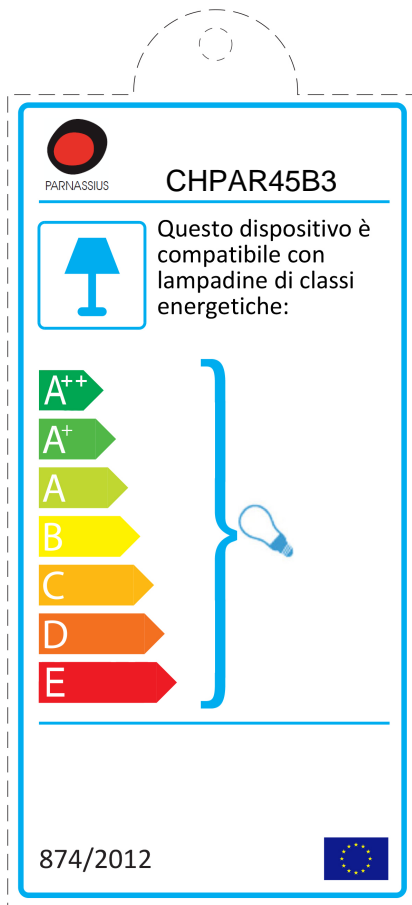 PARNASSIUS
CHPAR45B3
Questo dispositivo è
compatibile con
lampadine di classi
energetiche:
A++
A+
A
B
C
D
E
874/2012